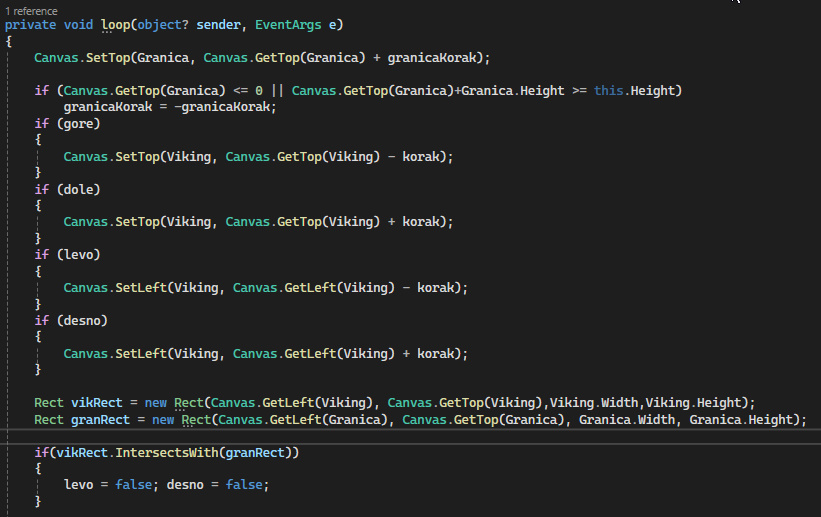 1 reference
private void loop(object? sender, EventArgs e)
{
    Canvas.SetTop(Granica, Canvas.GetTop(Granica) + granicaKorak);

    if (Canvas.GetTop(Granica) <= 0 || Canvas.GetTop(Granica)+Granica.Height >= this.Height)
        granicaKorak = -granicaKorak;
    if (gore)
    {
        Canvas.SetTop(Viking, Canvas.GetTop(Viking) - korak);
    }
    if (dole)
    {
        Canvas.SetTop(Viking, Canvas.GetTop(Viking) + korak);
    }
    if (levo)
    {
        Canvas.SetLeft(Viking, Canvas.GetLeft(Viking) - korak);
    }
    if (desno)
    {
        Canvas.SetLeft(Viking, Canvas.GetLeft(Viking) + korak);
    }

    Rect vikRect = new Rect(Canvas.GetLeft(Viking), Canvas.GetTop(Viking),Viking.Width,Viking.Height);
    Rect granRect = new Rect(Canvas.GetLeft(Granica), Canvas.GetTop(Granica), Granica.Width, Granica.Height);

    if(vikRect.IntersectsWith(granRect))
    {
        levo = false; desno = false;
    }